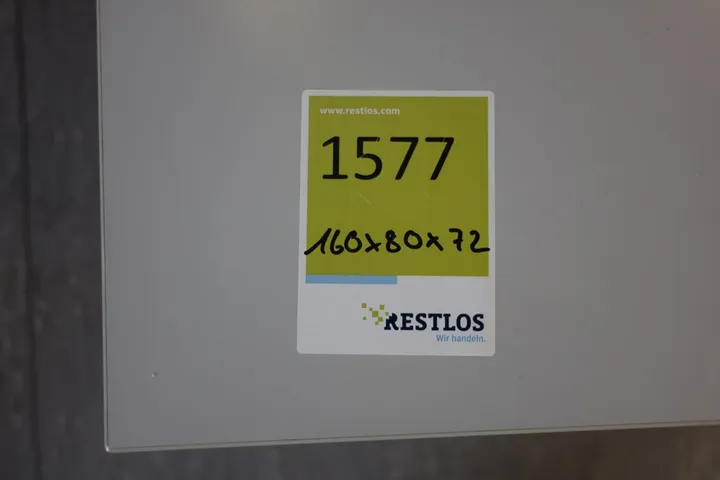 www.restlos.com
1577
160x80x72
RESTLOS
Wir handeln.